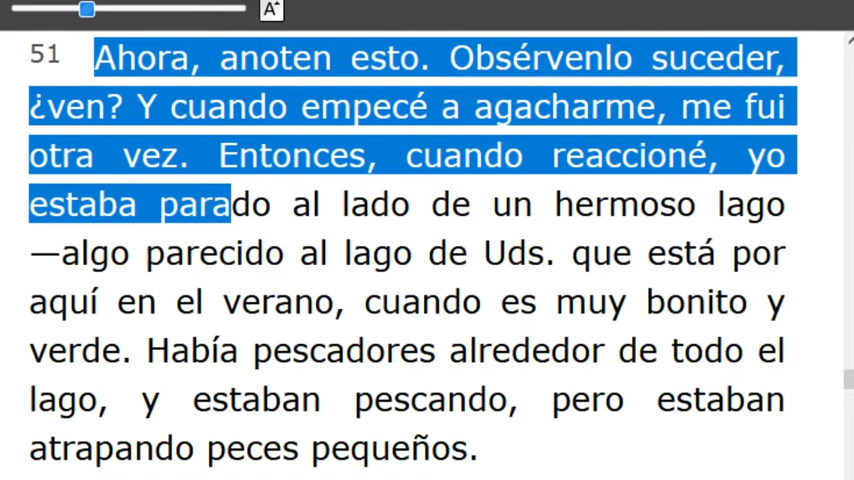 A
51 Ahora, anoten esto. Obsérvenlo suceder,
¿ven? Y cuando empecé a agacharme, me fui
otra vez. Entonces, cuando reaccioné, yo
estaba parado al lado de un hermoso lago
—algo parecido al lago de Uds. que está por
aquí en el verano, cuando es muy bonito y
verde. Había pescadores alrededor de todo el
lago, y estaban pescando, pero estaban
atrapando peces pequeños.